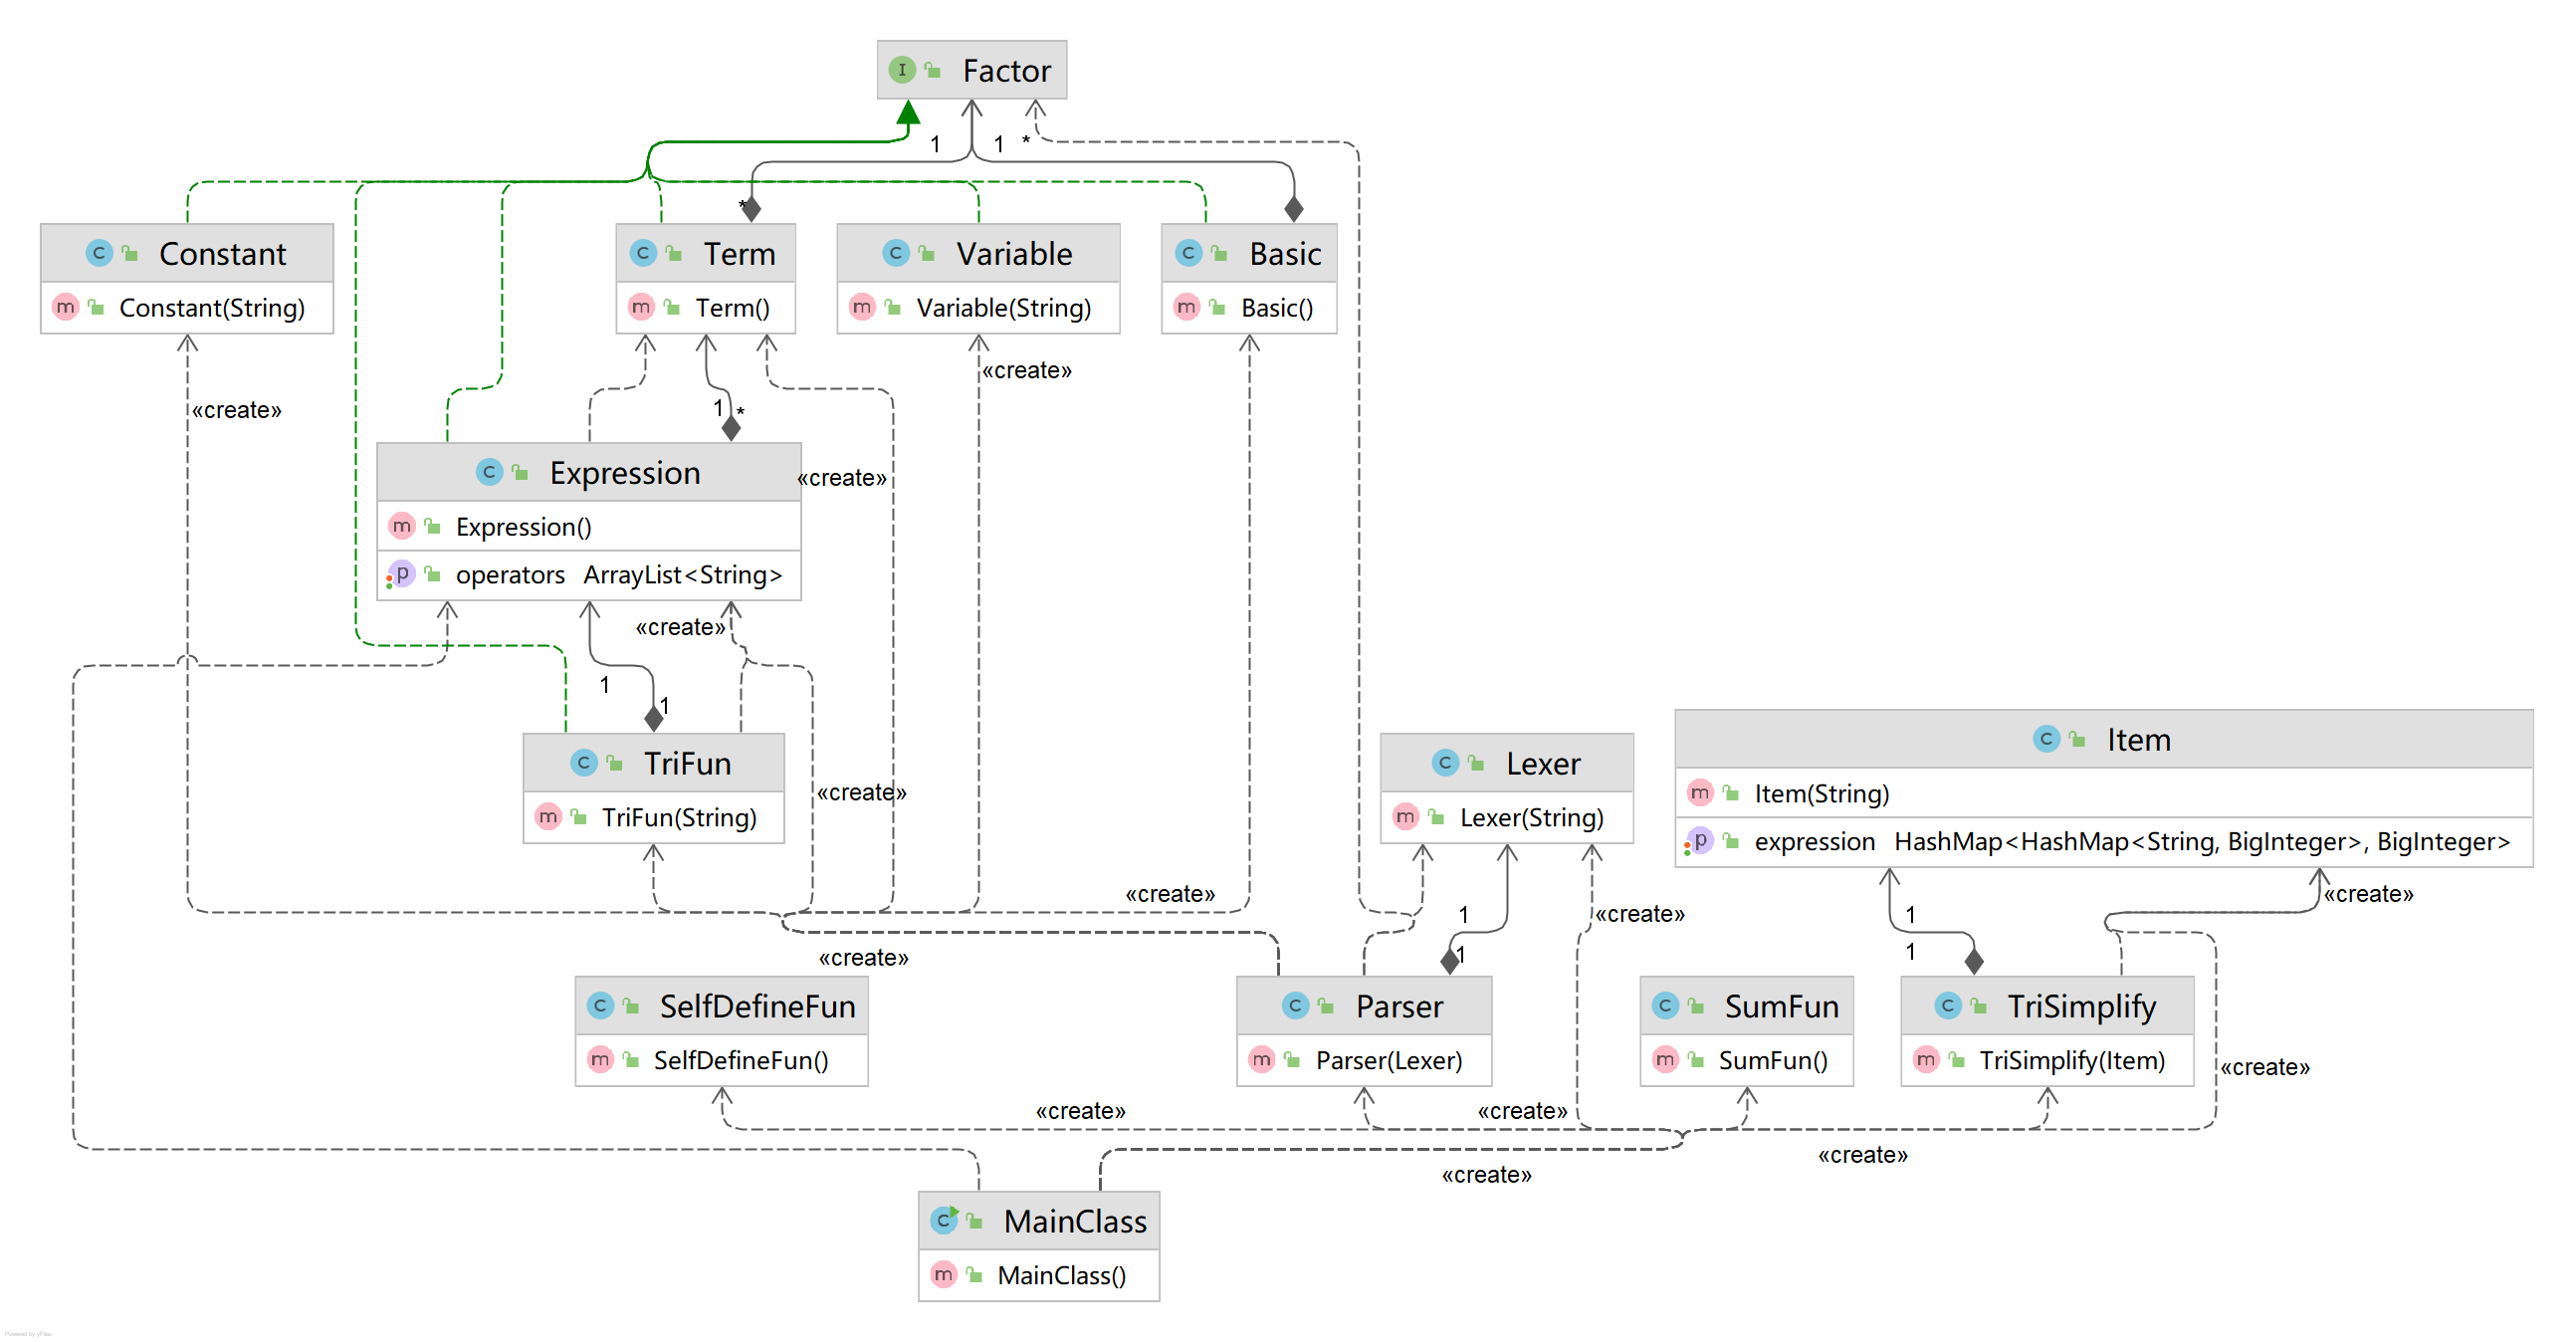 I Factor
1 1 *
*
C Constant
m Constant(String)
C Term
m Term()
C Variable
m Variable(String)
C Basic
m Basic()
«create»
«create»
1 *
C Expression
m Expression()
p operators ArrayList<String>
«create»
«create»
1
1
C TriFun
m TriFun(String)
«create»
C Lexer
m Lexer(String)
C Item
m Item(String)
p expression HashMap<HashMap<String, BigInteger>, BigInteger>
«create»
«create»
1
«create»
1
«create»
1
1
C SelfDefineFun
m SelfDefineFun()
C Parser
m Parser(Lexer)
C SumFun
m SumFun()
C TriSimplify
m TriSimplify(Item)
«create»
«create»
«create»
«create»
«create»
C MainClass
m MainClass()
Powered by yFiles